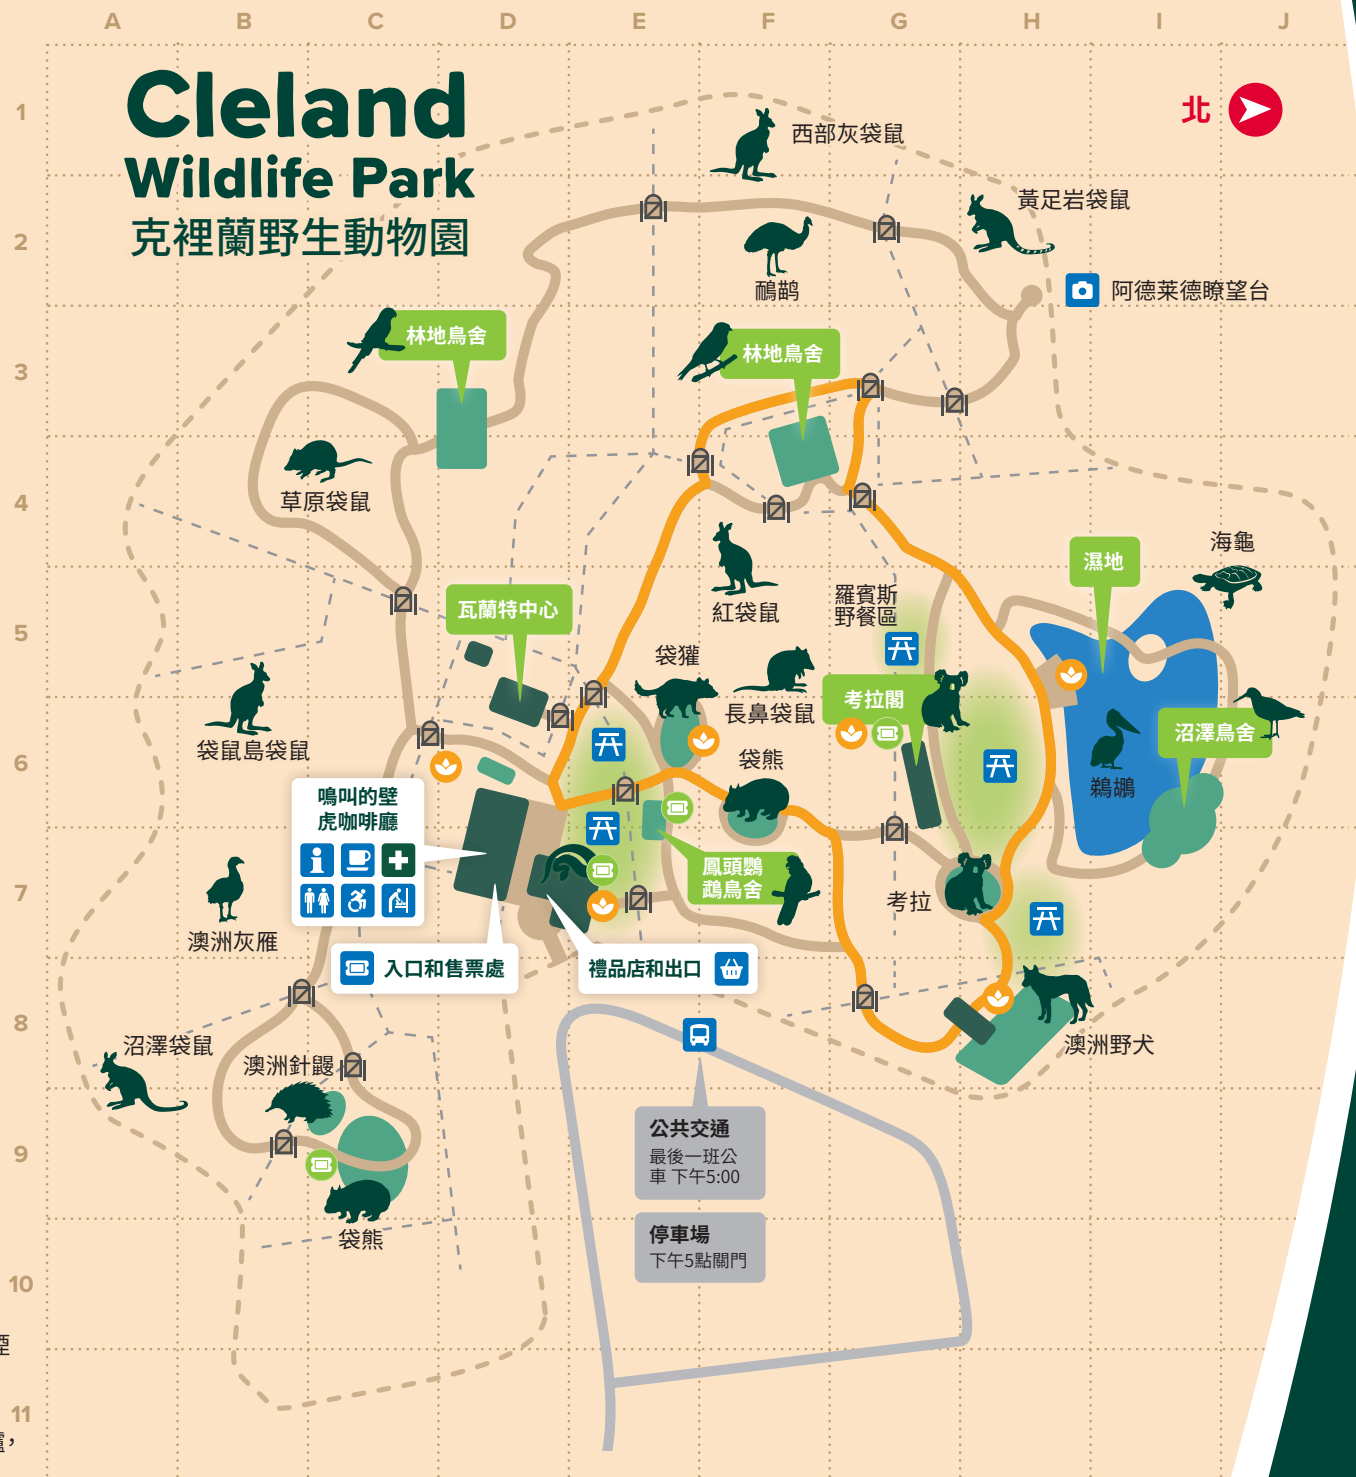 A B C D E F G H I J
1
2
3
4
5
6
7
8
9
10
11
Cleland
Wildlife Park
克裡蘭野生動物園
北
西部灰袋鼠
黃足岩袋鼠
鴯鹋
阿德莱德瞭望台
林地鳥舍
林地鳥舍
草原袋鼠
海龜
濕地
紅袋鼠
羅賓斯
野餐區
瓦蘭特中心
袋獾
長鼻袋鼠
考拉閣
沼澤鳥舍
袋鼠島袋鼠
袋熊
鵜鶘
鳴叫的壁
虎咖啡廳
鳳頭鸚
鵡鳥舍
考拉
澳洲灰雁
入口和售票處
禮品店和出口
沼澤袋鼠
澳洲針鼴
澳洲野犬
公共交通
最後一班公
車 下午5:00
停車場
下午5點關門
袋熊